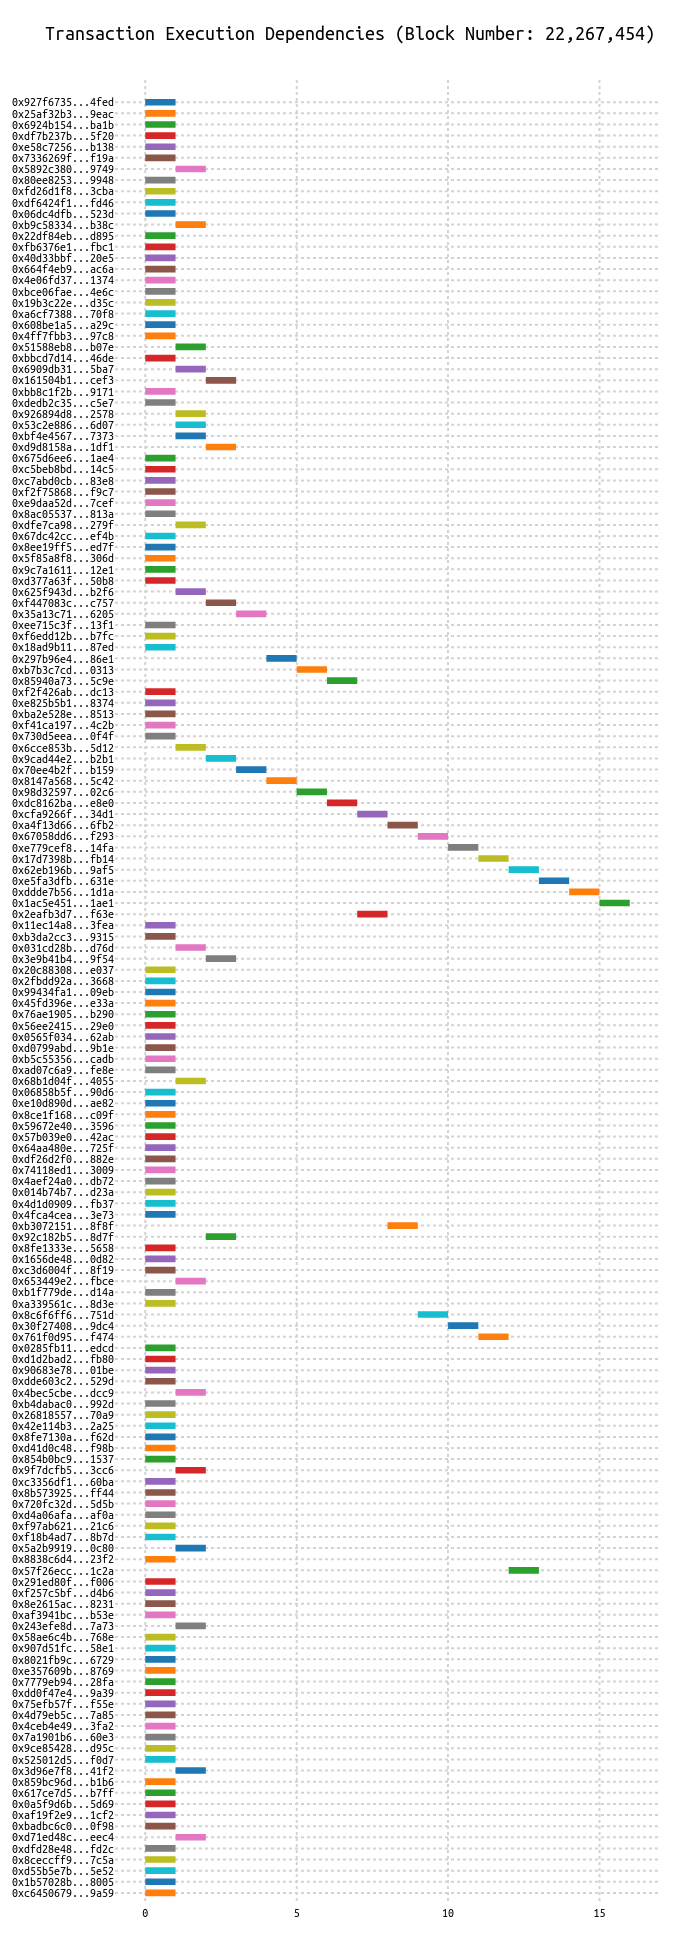 Transaction Execution Dependencies (Block Number: 22,267,454)
0x927f6735...4fed
0x25af32b3...9eac
0x6924b154...ba1b
0xdf7b237b...5f20
0xe58c7256...b138
0x7336269f...f19a
0x5892c380...9749
0x80ee8253...9948
0xfd26d1f8...3cba
0xdf6424f1...fd46
0x06dc4dfb...523d
0xb9c58334...b38c
0x22df84eb...d895
0xfb6376e1...fbc1
0x40d33bbf...20e5
0x664f4eb9...ac6a
0x4e06fd37...1374
0xbce06fae...4e6c
0x19b3c22e...d35c
0xa6cf7388...70f8
0x608be1a5...a29c
0x4ff7fbb3...97c8
0x51588eb8...b07e
0xbbcd7d14...46de
0x6909db31...5ba7
0x161504b1...cef3
0xbb8c1f2b...9171
0xdedb2c35...c5e7
0x926894d8...2578
0x53c2e886...6d07
0xbf4e4567...7373
0xd9d8158a...1df1
0x675d6ee6...1ae4
0xc5beb8bd...14c5
0xc7abd0cb...83e8
0xf2f75868...f9c7
0xe9daa52d...7cef
0x8ac05537...813a
0xdfe7ca98...279f
0x67dc42cc...ef4b
0x8ee19ff5...ed7f
0x5f85a8f8...306d
0x9c7a1611...12e1
0xd377a63f...50b8
0x625f943d...b2f6
0xf447083c...c757
0x35a13c71...6205
0xee715c3f...13f1
0xf6edd12b...b7fc
0x18ad9b11...87ed
0x297b96e4...86e1
0xb7b3c7cd...0313
0x85940a73...5c9e
0xf2f426ab...dc13
0xe825b5b1...8374
0xba2e528e...8513
0xf41ca197...4c2b
0x730d5eea...0f4f
0x6cce853b...5d12
0x9cad44e2...b2b1
0x70ee4b2f...b159
0x8147a568...5c42
0x98d32597...02c6
0xdc8162ba...e8e0
0xcfa9266f...34d1
0xa4f13d66...6fb2
0x67058dd6...f293
0xe779cef8...14fa
0x17d7398b...fb14
0x62eb196b...9af5
0xe5fa3dfb...631e
0xddde7b56...1d1a
0x1ac5e451...1ae1
0x2eafb3d7...f63e
0x11ec14a8...3fea
0xb3da2cc3...9315
0x031cd28b...d76d
0x3e9b41b4...9f54
0x20c88308...e037
0x2fbdd92a...3668
0x99434fa1...09eb
0x45fd396e...e33a
0x76ae1905...b290
0x56ee2415...29e0
0x0565f034...62ab
0xd0799abd...9b1e
0xb5c55356...cadb
0xad07c6a9...fe8e
0x68b1d04f...4055
0x06858b5f...90d6
0xe10d890d...ae82
0x8ce1f168...c09f
0x59672e40...3596
0x57b039e0...42ac
0x64aa480e...725f
0xdf26d2f0...882e
0x74118ed1...3009
0x4aef24a0...db72
0x014b74b7...d23a
0x4d1d0909...fb37
0x4fca4cea...3e73
0xb3072151...8f8f
0x92c182b5...8d7f
0x8fe1333e...5658
0x1656de48...0d82
0xc3d6004f...8f19
0x653449e2...fbce
0xb1f779de...d14a
0xa339561c...8d3e
0x8c6f6ff6...751d
0x30f27408...9dc4
0x761f0d95...f474
0x0285fb11...edcd
0xd1d2bad2...fb80
0x90683e78...01be
0xdde603c2...529d
0x4bec5cbe...dcc9
0xb4dabac0...992d
0x26818557...70a9
0x42e114b3...2a25
0x8fe7130a...f62d
0xd41d0c48...f98b
0x854b0bc9...1537
0x9f7dcfb5...3cc6
0xc3356df1...60ba
0x8b573925...ff44
0x720fc32d...5d5b
0xd4a06afa...af0a
0xf97ab621...21c6
0xf18b4ad7...8b7d
0x5a2b9919...0c80
0x8838c6d4...23f2
0x57f26ecc...1c2a
0x291ed80f...f006
0xf257c5bf...d4b6
0x8e2615ac...8231
0xaf3941bc...b53e
0x243efe8d...7a73
0x58ae6c4b...768e
0x907d51fc...58e1
0x8021fb9c...6729
0xe357609b...8769
0x7779eb94...28fa
0xdd0f47e4...9a39
0x75efb57f...f55e
0x4d79eb5c...7a85
0x4ceb4e49...3fa2
0x7a1901b6...60e3
0x9ce85428...d95c
0x525012d5...f0d7
0x3d96e7f8...41f2
0x859bc96d...b1b6
0x617ce7d5...b7ff
0x0a5f9d6b...5d69
0xaf19f2e9...1cf2
0xbadbc6c0...0f98
0xd71ed48c...eec4
0xdfd28e48...fd2c
0x8ceccff9...7c5a
0xd55b5e7b...5e52
0x1b57028b...8005
0xc6450679...9a59
0 5 10 15